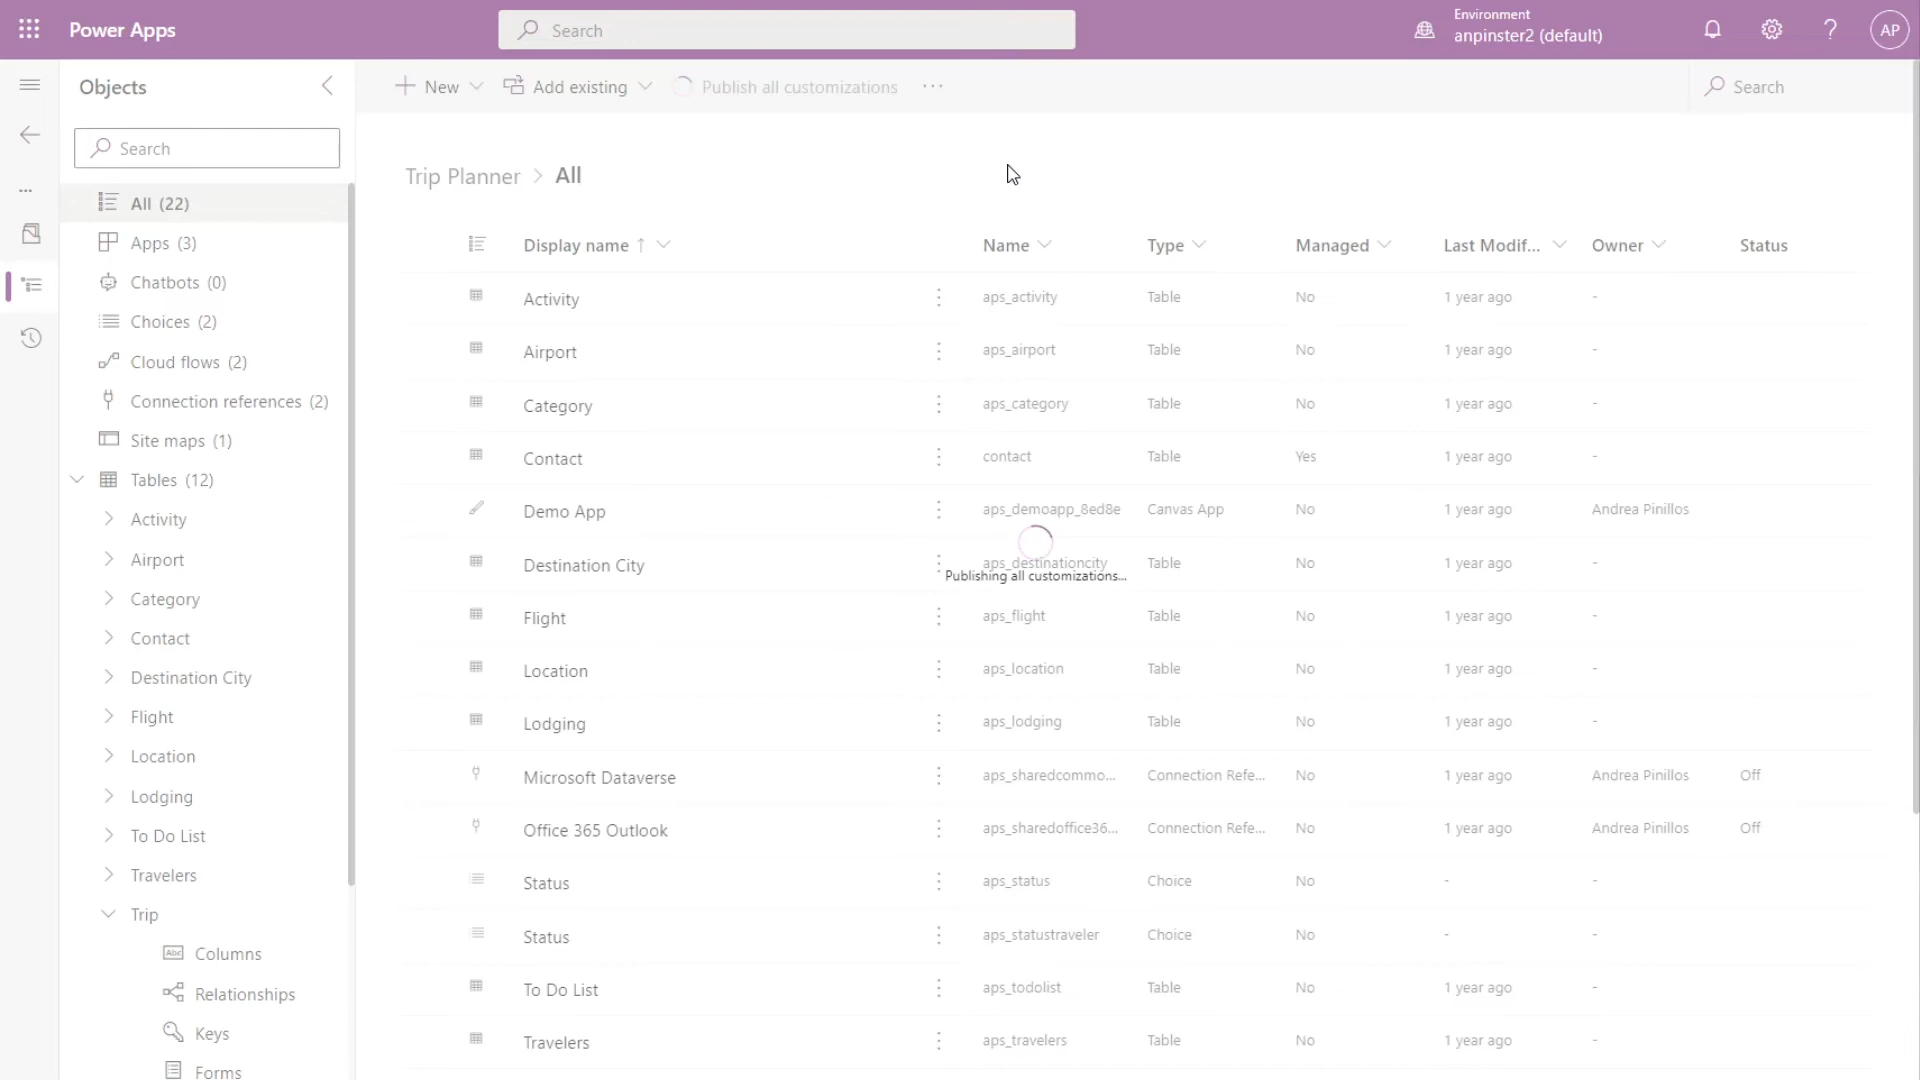 Power Apps
Search
Environment
anpinster2 (default)
?
AP
Objects
New
Add existing
Publish all customizations
Search
Search
Trip Planner > All
All (22)
Apps (3)
Chatbots (0)
Choices (2)
Cloud flows (2)
Connection references (2)
Site maps (1)
Tables (12)
Activity
Airport
Category
Contact
Destination City
Flight
Location
Lodging
To Do List
Travelers
Trip
Abc Columns
Relationships
Keys
Forms
Display name ↑ Name Type Managed Last Modif... Owner Status
Activity aps_activity Table No 1 year ago -
Airport aps_airport Table No 1 year ago -
Category aps_category Table No 1 year ago -
Contact contact Table Yes 1 year ago -
Demo App aps_demoapp_8ed8e Canvas App No 1 year ago Andrea Pinillos
Destination City aps_destinationcity Table No 1 year ago -
Publishing all customizations...
Flight aps_flight Table No 1 year ago -
Location aps_location Table No 1 year ago -
Lodging aps_lodging Table No 1 year ago -
Microsoft Dataverse aps_sharedcommo... Connection Refe... No 1 year ago Andrea Pinillos Off
Office 365 Outlook aps_sharedoffice36... Connection Refe... No 1 year ago Andrea Pinillos Off
Status aps_status Choice No - -
Status aps_statustraveler Choice No - -
To Do List aps_todolist Table No 1 year ago -
Travelers aps_travelers Table No 1 year ago -